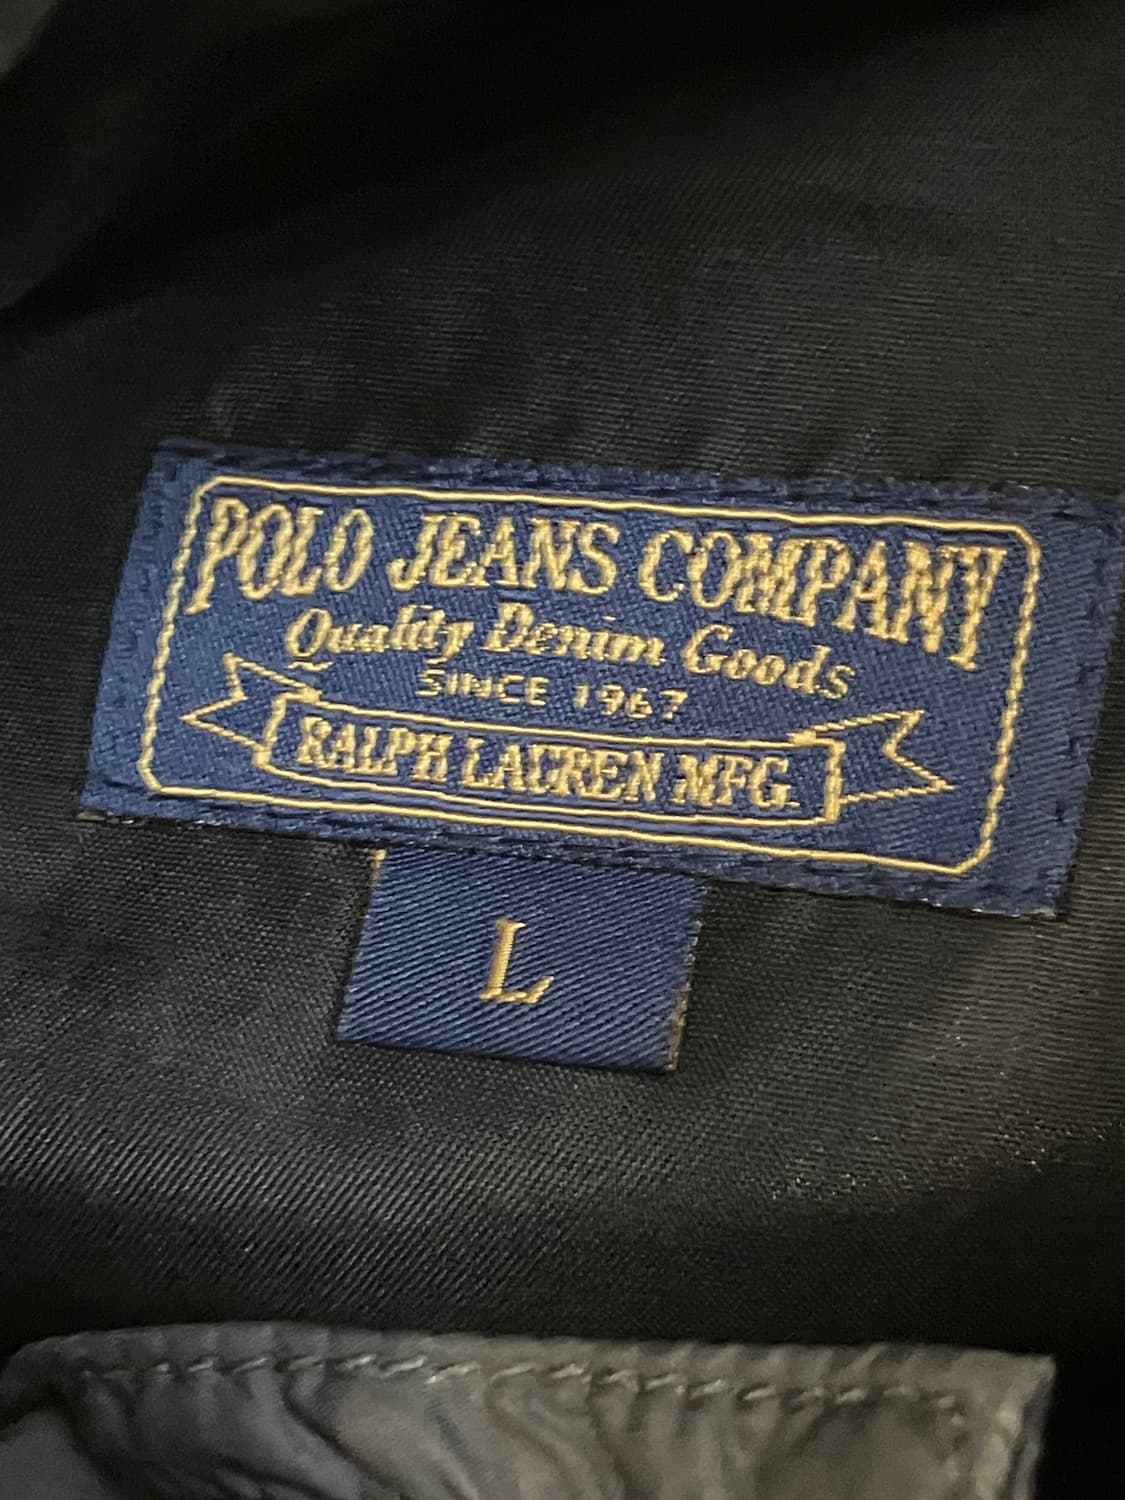 POLO JEANS COMPANY
Quality Denim Goods
SINCE 1967
RALPH LAUREN MFG.
L